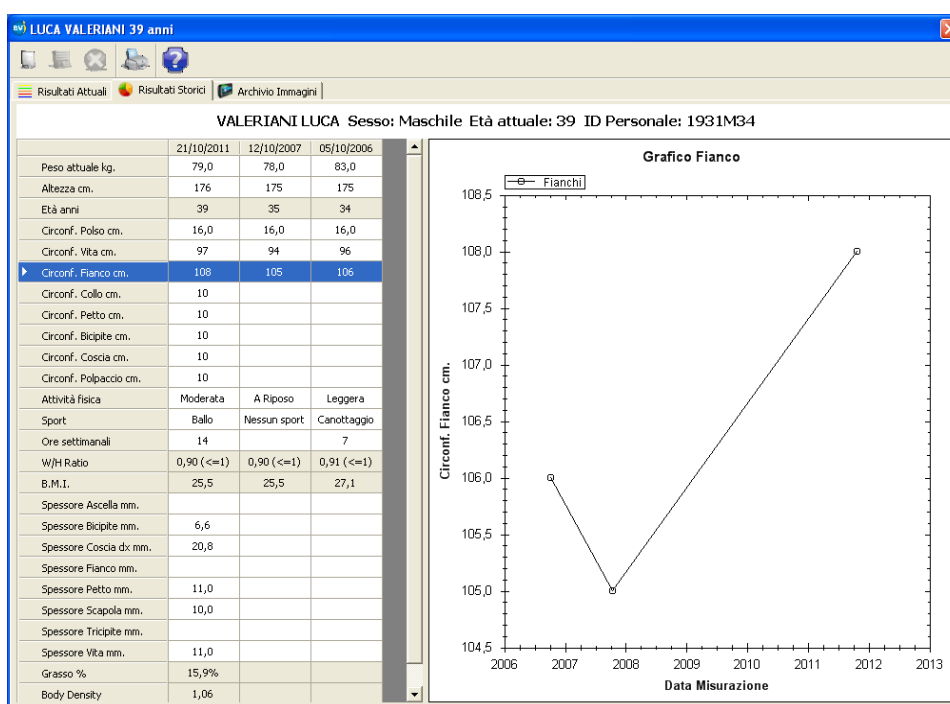 LUCA VALERIANI 39 anni
Risultati Attuali Risultati Storici Archivio Immagini
VALERIANI LUCA Sesso: Maschile Età attuale: 39 ID Personale: 1931M34
21/10/2011 12/10/2007 05/10/2006
Peso attuale kg. 79,0 78,0 83,0
Altezza cm. 176 175 175
Età anni 39 35 34
Circonf. Polso cm. 16,0 16,0 16,0
Circonf. Vita cm. 97 94 96
Circonf. Fianco cm. 108 105 106
Circonf. Collo cm. 10
Circonf. Petto cm. 10
Circonf. Bicipite cm. 10
Circonf. Coscia cm. 10
Circonf. Polpaccio cm. 10
Attività fisica Moderata A Riposo Leggera
Sport Ballo Nessun sport Canottaggio
Ore settimanali 14 7
W/H Ratio 0,90 (<=1) 0,90 (<=1) 0,91 (<=1)
B.M.I. 25,5 25,5 27,1
Spessore Ascella mm.
Spessore Bicipite mm. 6,6
Spessore Coscia dx mm. 20,8
Spessore Fianco mm.
Spessore Petto mm. 11,0
Spessore Scapola mm. 10,0
Spessore Tricipite mm.
Spessore Vita mm. 11,0
Grasso % 15,9%
Body Density 1,06
Grafico Fianco
Fianchi
108,5
108,0
107,5
107,0
106,5
106,0
105,5
105,0
104,5
Circonf. Fianco cm.
2006 2007 2008 2009 2010 2011 2012 2013
Data Misurazione